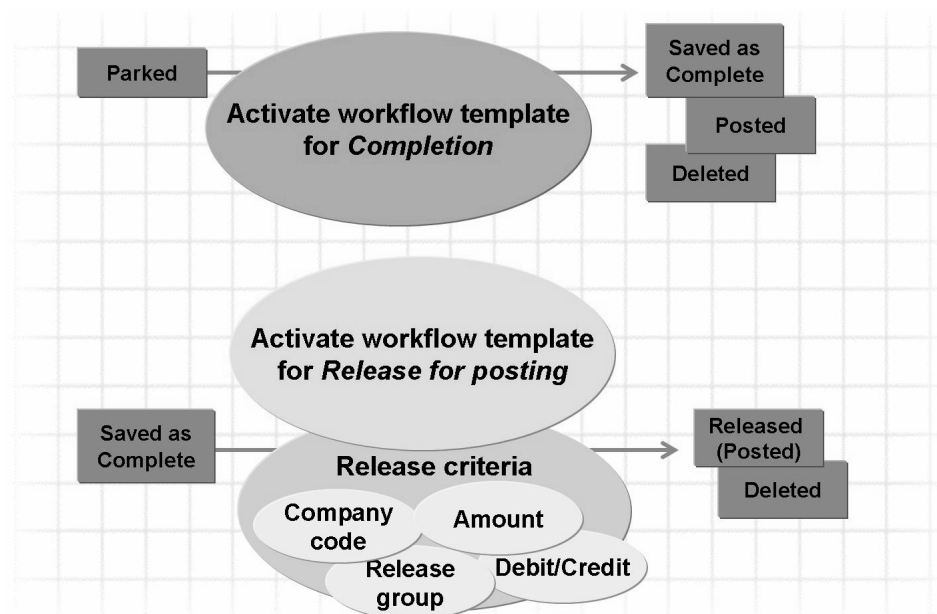 Parked
Activate workflow template
for Completion
Saved as
Complete
Posted
Deleted
Activate workflow template
for Release for posting
Saved as
Complete
Release criteria
Company
code
Amount
Release
group
Debit/Credit
Released
(Posted)
Deleted